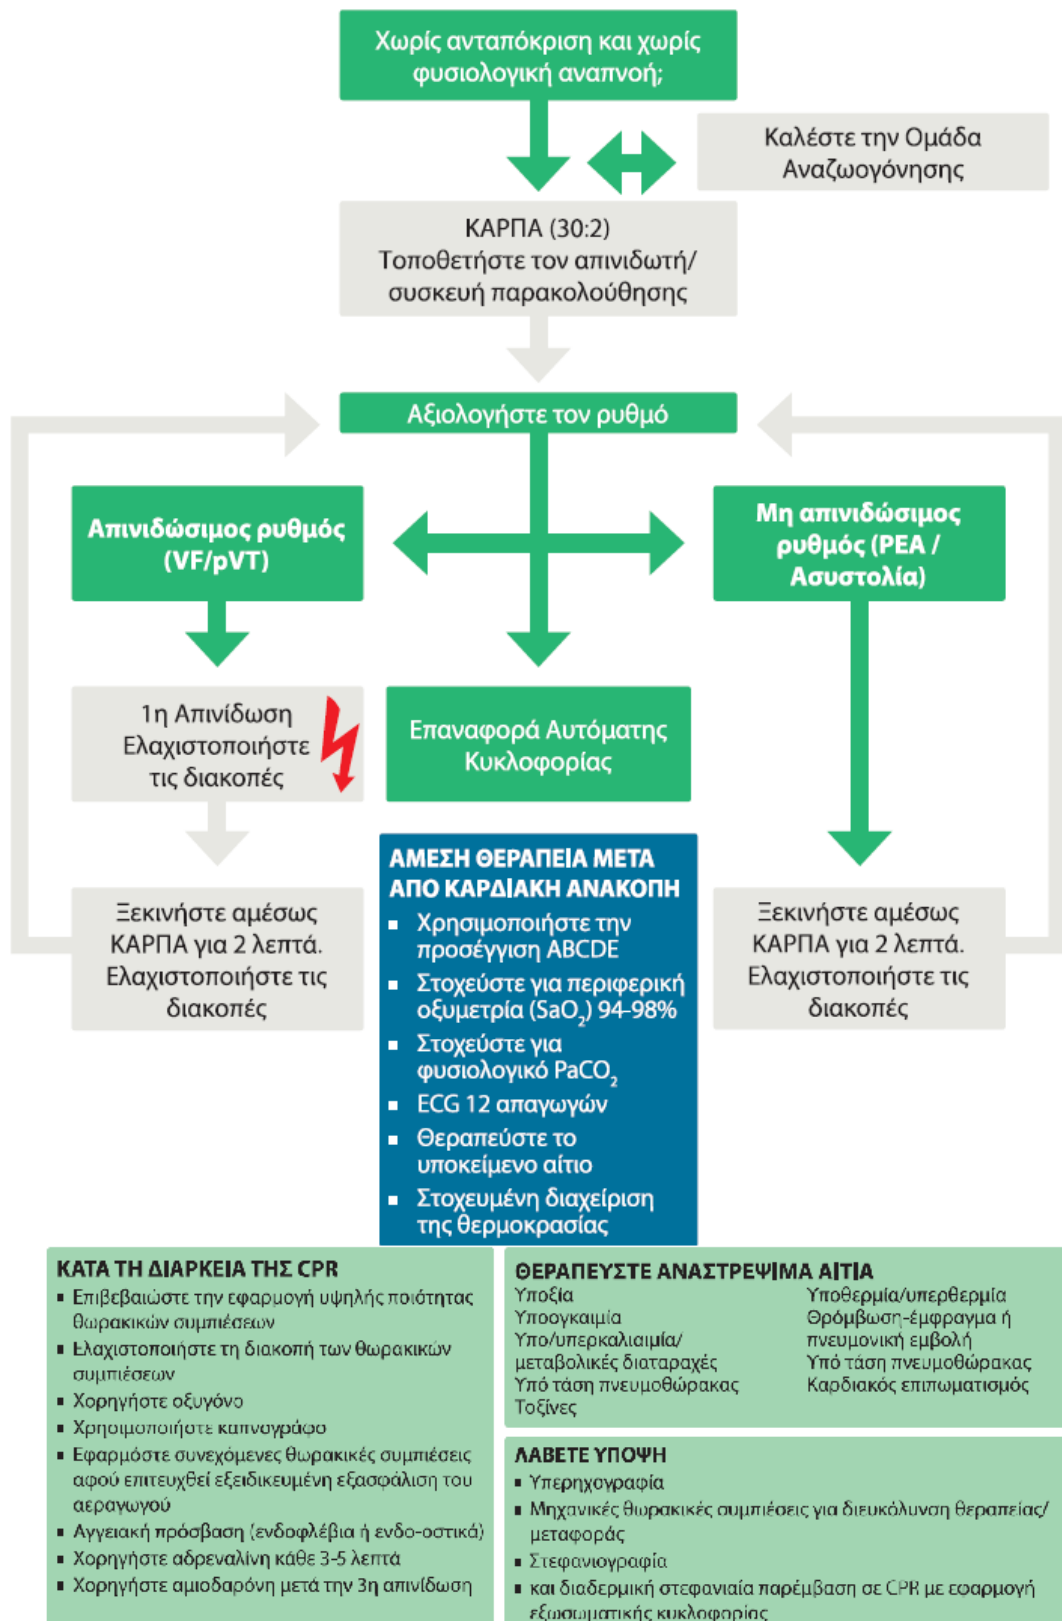 Χωρίς ανταπόκριση και χωρίς
φυσιολογική αναπνοή;
Καλέστε την Ομάδα
Αναζωογόνησης
ΚΑΡΠΑ (30:2)
Τοποθετήστε τον απινιδωτή/
συσκευή παρακολούθησης
Αξιολογήστε τον ρυθμό
Απινιδώσιμος ρυθμός
(VF/pVT)
Μη απινιδώσιμος
ρυθμός (PEA /
Ασυστολία)
1η Απινίδωση
Ελαχιστοποιήστε
τις διακοπές
Επαναφορά Αυτόματης
Κυκλοφορίας
Ξεκινήστε αμέσως
ΚΑΡΠΑ για 2 λεπτά.
Ελαχιστοποιήστε τις
διακοπές
ΑΜΕΣΗ ΘΕΡΑΠΕΙΑ ΜΕΤΑ
ΑΠΟ ΚΑΡΔΙΑΚΗ ΑΝΑΚΟΠΗ
▪ Χρησιμοποιήστε την
προσέγγιση ABCDE
▪ Στοχεύστε για περιφερική
οξυμετρία (SaO₂) 94-98%
▪ Στοχεύστε για
φυσιολογικό PaCO₂
▪ ECG 12 απαγωγών
▪ Θεραπεύστε το
υποκείμενο αίτιο
▪ Στοχευμένη διαχείριση
της θερμοκρασίας
Ξεκινήστε αμέσως
ΚΑΡΠΑ για 2 λεπτά.
Ελαχιστοποιήστε τις
διακοπές
ΚΑΤΑ ΤΗ ΔΙΑΡΚΕΙΑ ΤΗΣ CPR
▪ Επιβεβαιώστε την εφαρμογή υψηλής ποιότητας
θωρακικών συμπιέσεων
▪ Ελαχιστοποιήστε τη διακοπή των θωρακικών
συμπιέσεων
▪ Χορηγήστε οξυγόνο
▪ Χρησιμοποιήστε καπνογράφο
▪ Εφαρμόστε συνεχόμενες θωρακικές συμπιέσεις
αφού επιτευχθεί εξειδικευμένη εξασφάλιση του
αεραγωγού
▪ Αγγειακή πρόσβαση (ενδοφλέβια ή ενδο-οστικά)
▪ Χορηγήστε αδρεναλίνη κάθε 3-5 λεπτά
▪ Χορηγήστε αμιοδαρόνη μετά την 3η απινίδωση
ΘΕΡΑΠΕΥΣΤΕ ΑΝΑΣΤΡΕΨΙΜΑ ΑΙΤΙΑ
Υποξία
Υποογκαιμία
Υπο/υπερκαλιαιμία/
μεταβολικές διαταραχές
Υπό τάση πνευμοθώρακας
Τοξίνες
Υποθερμία/υπερθερμία
Θρόμβωση-έμφραγμα ή
πνευμονική εμβολή
Υπό τάση πνευμοθώρακας
Καρδιακός επιπωματισμός
ΛΑΒΕΤΕ ΥΠΟΨΗ
▪ Υπερηχογραφία
▪ Μηχανικές θωρακικές συμπιέσεις για διευκόλυνση θεραπείας/
μεταφοράς
▪ Στεφανιογραφία
▪ και διαδερμική στεφανιαία παρέμβαση σε CPR με εφαρμογή
εξωσωματικής κυκλοφορίας